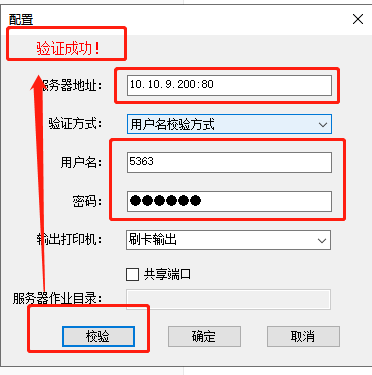 配置
验证成功!
服务器地址: 10.10.9.200:80
验证方式: 用户名校验方式
用户名: 5363
密码: ●●●●●●
输出打印机: 刷卡输出
共享端口
服务器作业目录:
校验 确定 取消